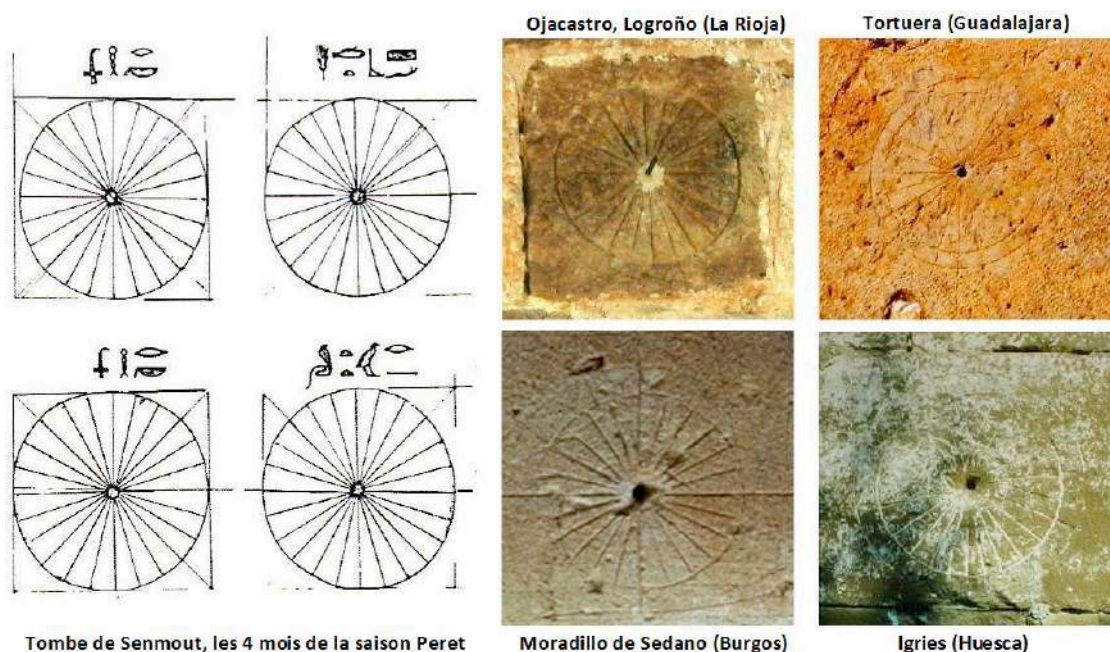 Ojacastro, Logroño (La Rioja)
Tortuera (Guadalajara)
Tombe de Senmout, les 4 mois de la saison Peret
Moradillo de Sedano (Burgos)
Igries (Huesca)